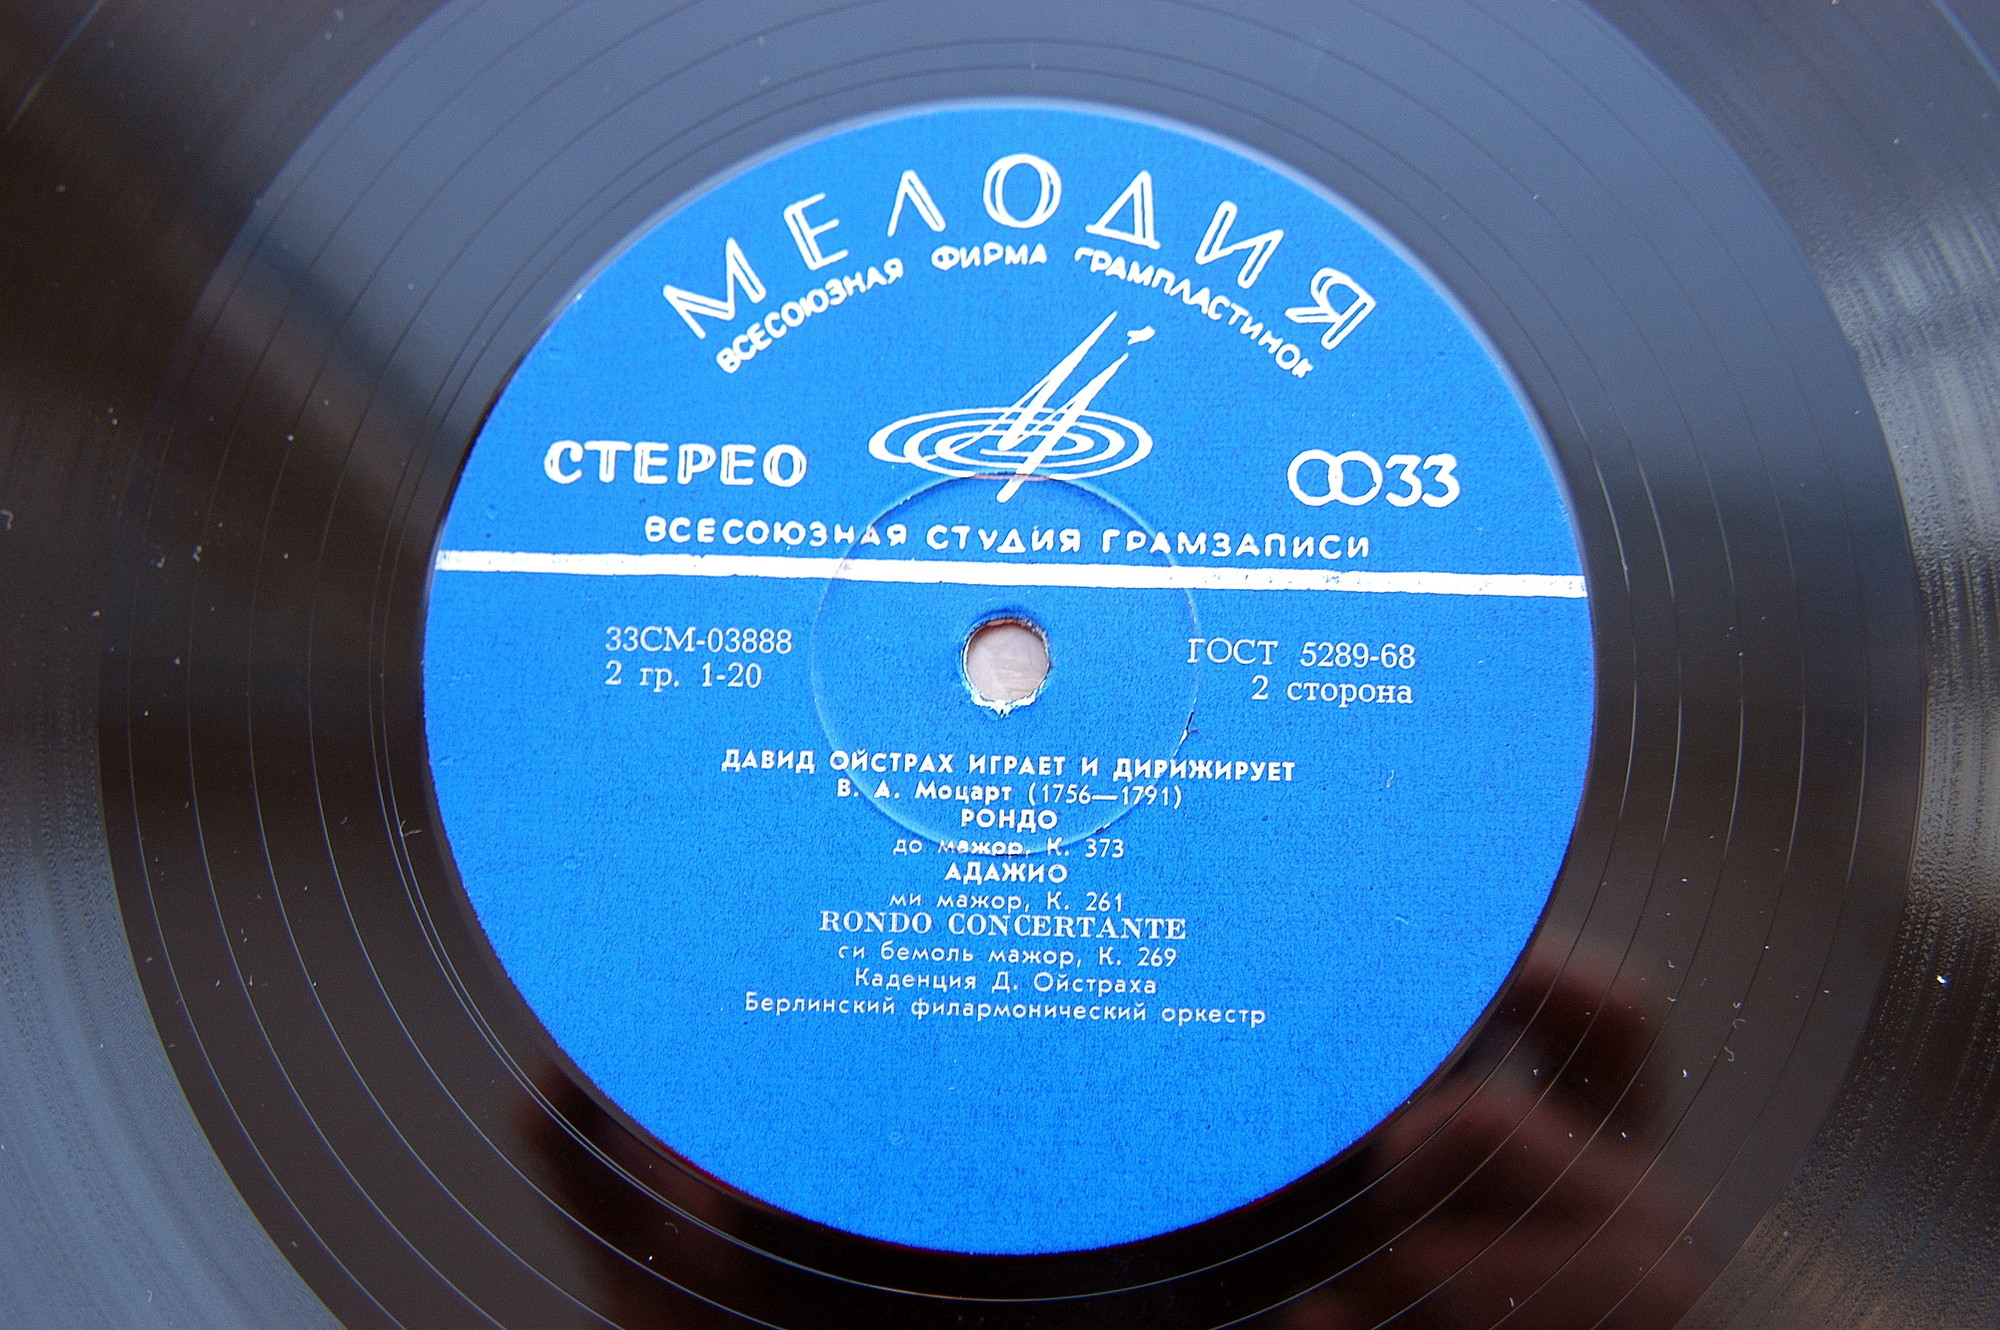 МЕЛОДИЯ
ВСЕСОЮЗНАЯ ФИРМА ГРАМПЛАСТИНОК
СТЕРЕО
33
ВСЕСОЮЗНАЯ СТУДИЯ ГРАМЗАПИСИ
33СМ-03888
2 гр. 1-20
ГОСТ 5289-68
2 сторона
ДАВИД ОЙСТРАХ ИГРАЕТ И ДИРИЖИРУЕТ
В. А. Моцарт (1756—1791)
РОНДО
до мажор, К. 373
АДАЖИО
ми мажор, К. 261
RONDO CONCERTANTE
си бемоль мажор, К. 269
Каденция Д. Ойстраха
Берлинский филармонический оркестр